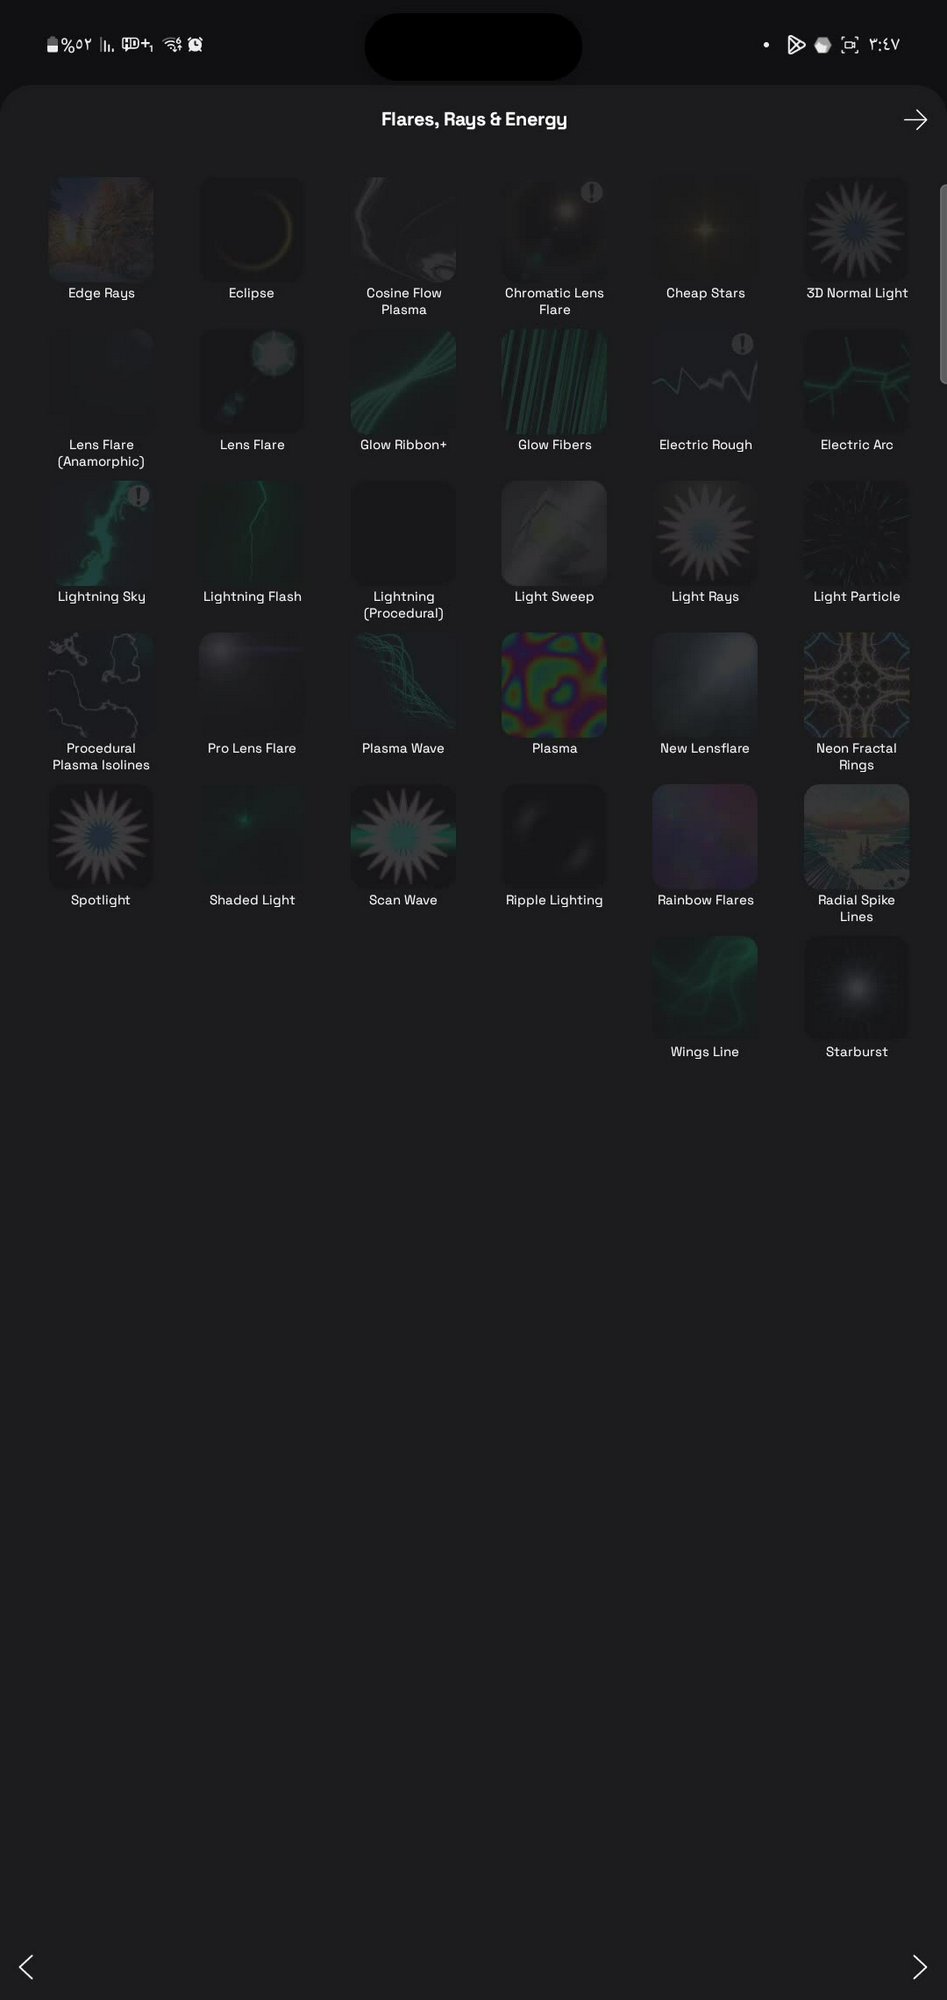 %٥٢
HD+1
6
٣:٤٧
Flares, Rays & Energy
Edge Rays
Eclipse
Cosine Flow
Plasma
Chromatic Lens
Flare
Cheap Stars
3D Normal Light
Lens Flare
(Anamorphic)
Lens Flare
Glow Ribbon+
Glow Fibers
Electric Rough
Electric Arc
Lightning Sky
Lightning Flash
Lightning
(Procedural)
Light Sweep
Light Rays
Light Particle
Procedural
Plasma Isolines
Pro Lens Flare
Plasma Wave
Plasma
New Lensflare
Neon Fractal
Rings
Spotlight
Shaded Light
Scan Wave
Ripple Lighting
Rainbow Flares
Radial Spike
Lines
Wings Line
Starburst